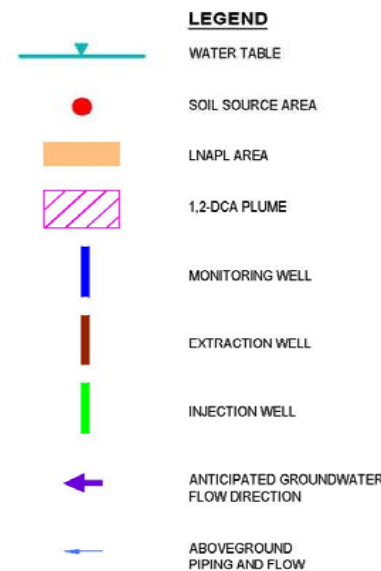 LEGEND
WATER TABLE
SOIL SOURCE AREA
LNAPL AREA
1,2-DCA PLUME
MONITORING WELL
EXTRACTION WELL
INJECTION WELL
ANTICIPATED GROUNDWATER
FLOW DIRECTION
ABOVEGROUND
PIPING AND FLOW